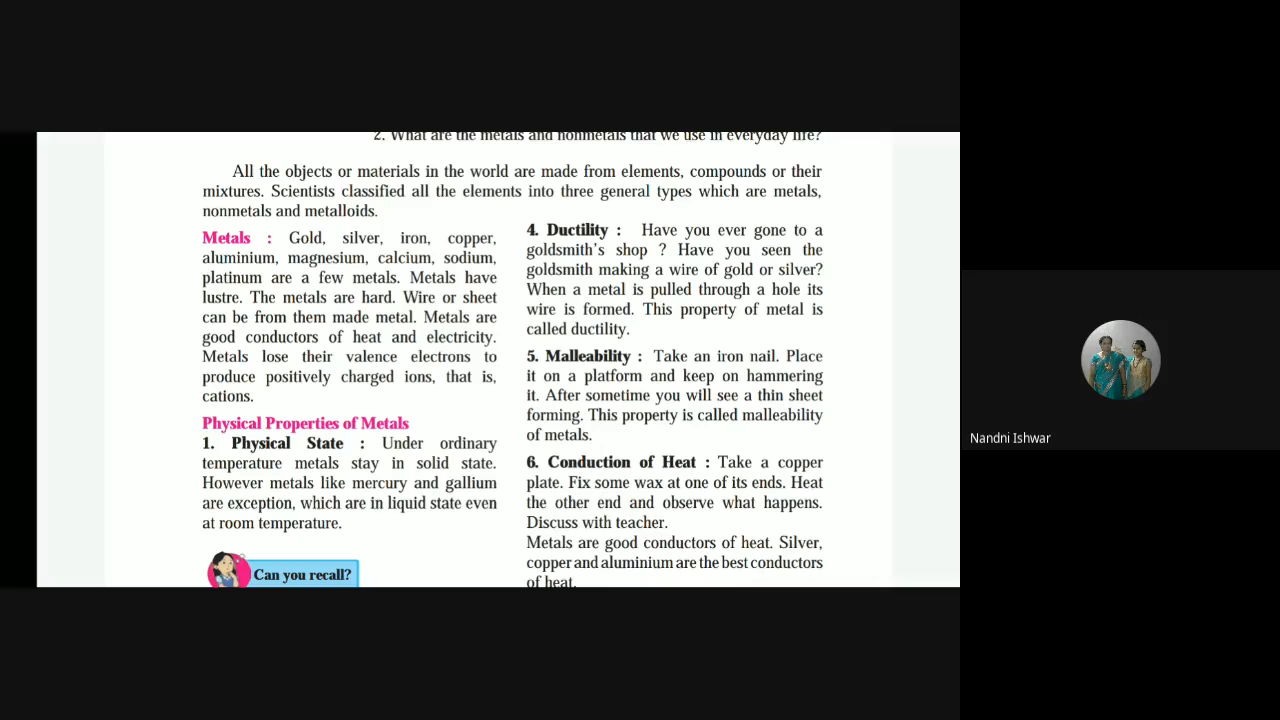 2. What are the metals and nonmetals that we use in everyday life?
All the objects or materials in the world are made from elements, compounds or their
mixtures. Scientists classified all the elements into three general types which are metals,
nonmetals and metalloids.
Metals : Gold, silver, iron, copper,
aluminium, magnesium, calcium, sodium,
platinum are a few metals. Metals have
lustre. The metals are hard. Wire or sheet
can be from them made metal. Metals are
good conductors of heat and electricity.
Metals lose their valence electrons to
produce positively charged ions, that is,
cations.
Physical Properties of Metals
1. Physical State : Under ordinary
temperature metals stay in solid state.
However metals like mercury and gallium
are exception, which are in liquid state even
at room temperature.
Can you recall?
4. Ductility : Have you ever gone to a
goldsmith's shop ? Have you seen the
goldsmith making a wire of gold or silver?
When a metal is pulled through a hole its
wire is formed. This property of metal is
called ductility.
5. Malleability : Take an iron nail. Place
it on a platform and keep on hammering
it. After sometime you will see a thin sheet
forming. This property is called malleability
of metals.
6. Conduction of Heat : Take a copper
plate. Fix some wax at one of its ends. Heat
the other end and observe what happens.
Discuss with teacher.
Metals are good conductors of heat. Silver,
copper and aluminium are the best conductors
of heat.
Nandni Ishwar